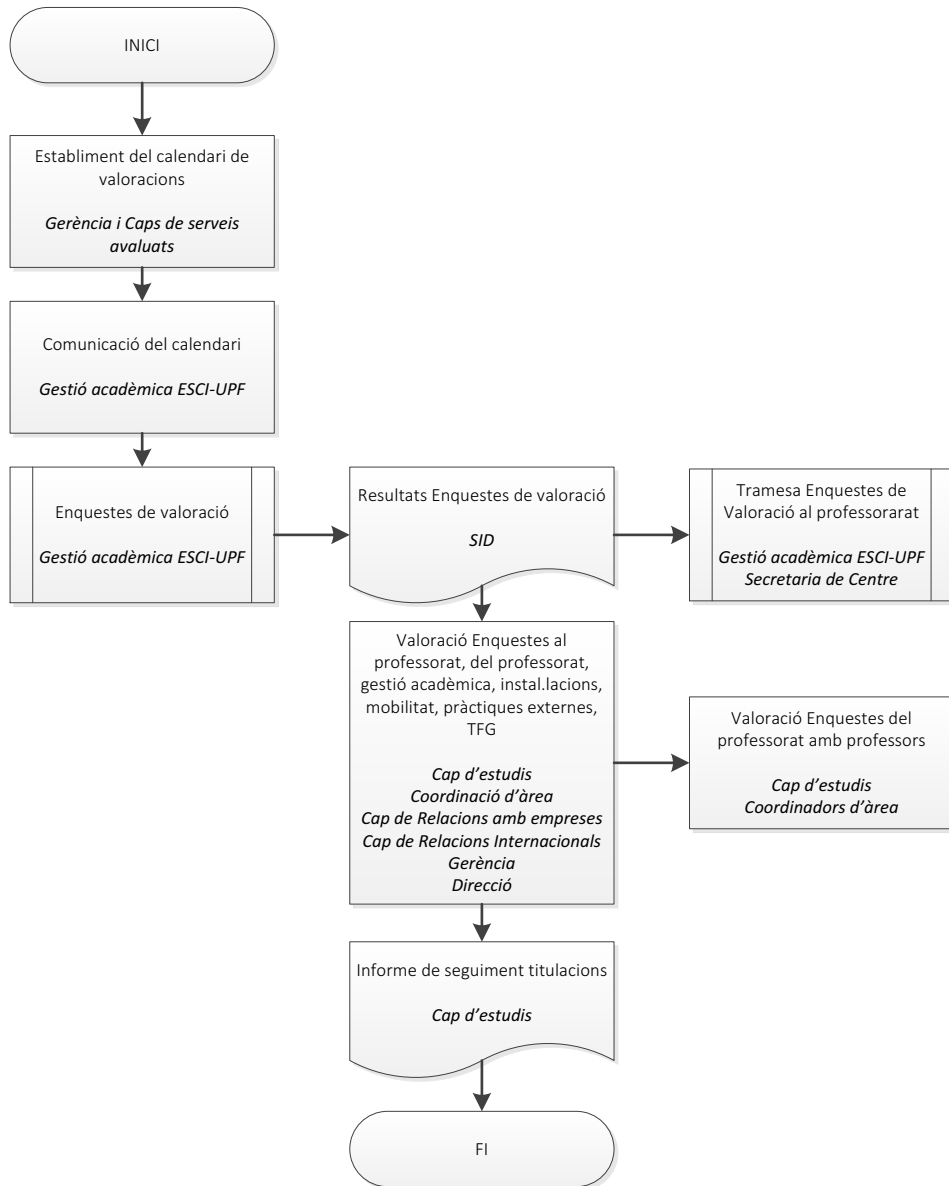 INICI
Establiment del calendari de
valoracions
Gerència i Caps de serveis
avaluats
Comunicació del calendari
Gestió acadèmica ESCI-UPF
Enquestes de valoració
Gestió acadèmica ESCI-UPF
Resultats Enquestes de valoració
SID
Tramesa Enquestes de
Valoració al professorarat
Gestió acadèmica ESCI-UPF
Secretaria de Centre
Valoració Enquestes al
professorat, del professorat,
gestió acadèmica, instal.lacions,
mobilitat, pràctiques externes,
TFG
Cap d’estudis
Coordinació d’àrea
Cap de Relacions amb empreses
Cap de Relacions Internacionals
Gerència
Direcció
Valoració Enquestes del
professorat amb professors
Cap d’estudis
Coordinadors d’àrea
Informe de seguiment titulacions
Cap d’estudis
FI